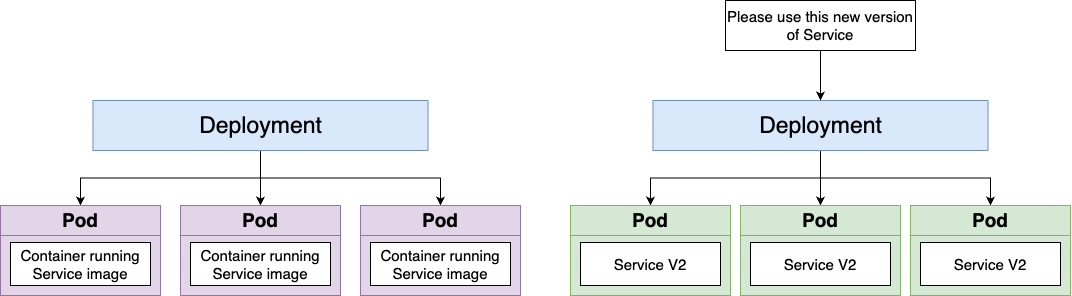 Please use this new version
of Service
Deployment
Deployment
Pod
Pod
Pod
Pod
Pod
Pod
Container running
Service image
Container running
Service image
Container running
Service image
Service V2
Service V2
Service V2